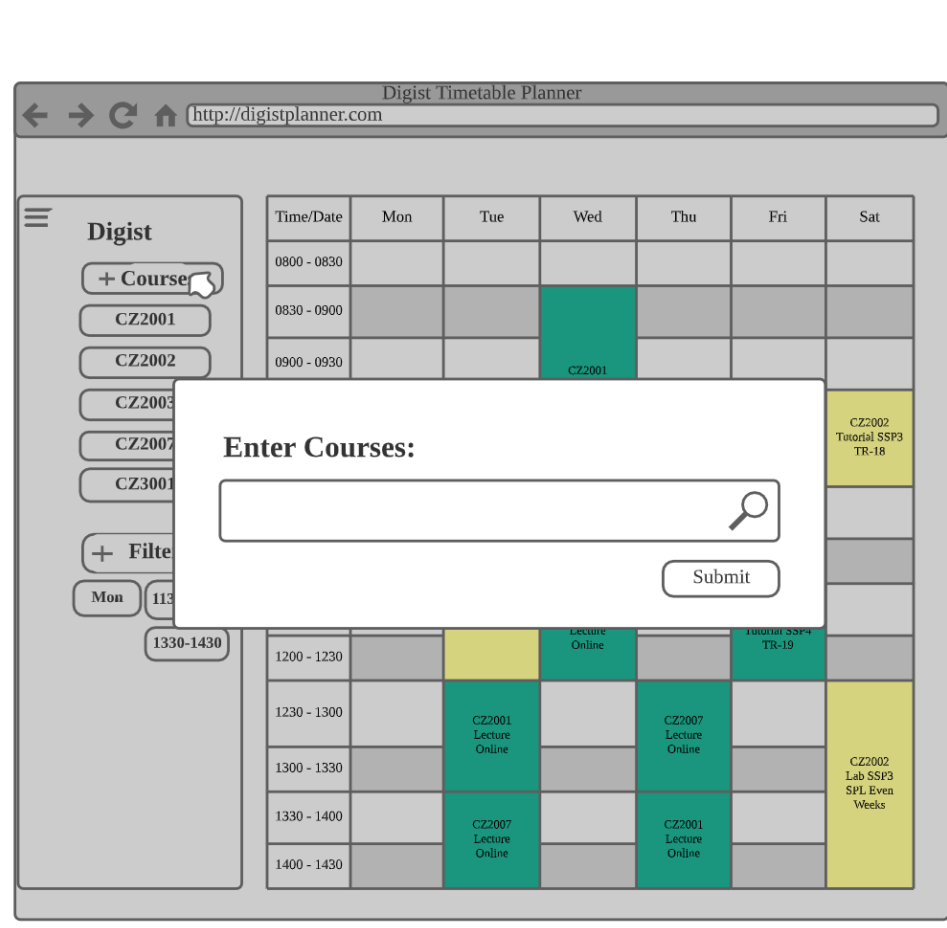 Digist Timetable Planner
http://digistplanner.com
Digist
+ Course
CZ2001
CZ2002
CZ2003
CZ2007
CZ3001
+ Filte
Mon
113
1330-1430
Time/Date Mon Tue Wed Thu Fri Sat
0800 - 0830
0830 - 0900
0900 - 0930
CZ2001
CZ2002
Tutorial SSP3
TR-18
Enter Courses:
Submit
Lecture
Online
Tutorial SSP4
TR-19
1200 - 1230
1230 - 1300
CZ2001
Lecture
Online
CZ2007
Lecture
Online
1300 - 1330
CZ2002
Lab SSP3
SPL Even
Weeks
1330 - 1400
CZ2007
Lecture
Online
CZ2001
Lecture
Online
1400 - 1430